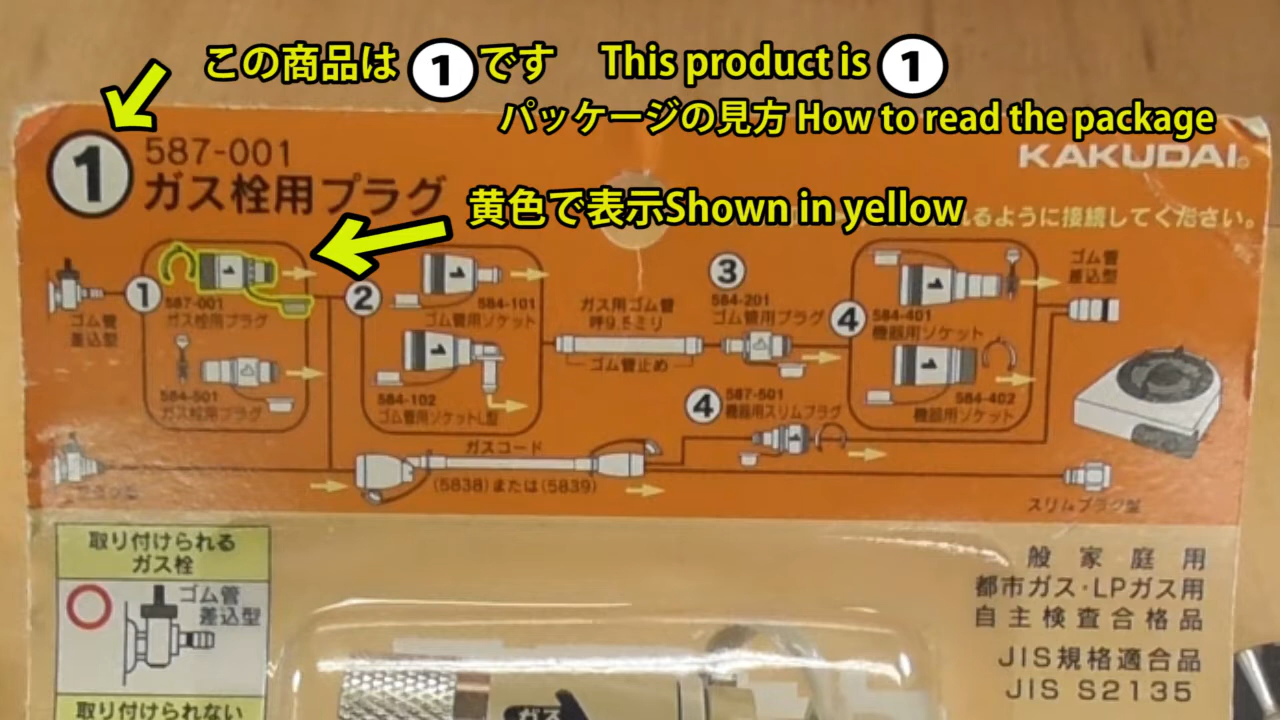 この商品は①です This product is ①
パッケージの見方 How to read the package
① 587-001
ガス栓用プラグ
KAKUDAI
黄色で表示Shown in yellow
るように接続してください。
ゴム管
差込型
①
587-001
ガス栓用プラグ
584-501
ガス栓用プラグ
②
584-101
ゴム管用ソケット
584-102
ゴム管用ソケットL型
ガス用ゴム管
呼9.5ミリ
ゴム管止め
③
584-201
ゴム管用プラグ
④
584-401
機器用ソケット
584-402
機器用ソケット
ゴム管
差込型
④
587-501
機器用スリムプラグ
ガスコード
(5838)または(5839)
スリムプラグ型
取り付けられる
ガス栓
ゴム管
差込型
取り付けられない
般家庭用
都市ガス・LPガス用
自主検査合格品
JIS規格適合品
JIS S2135
ガス